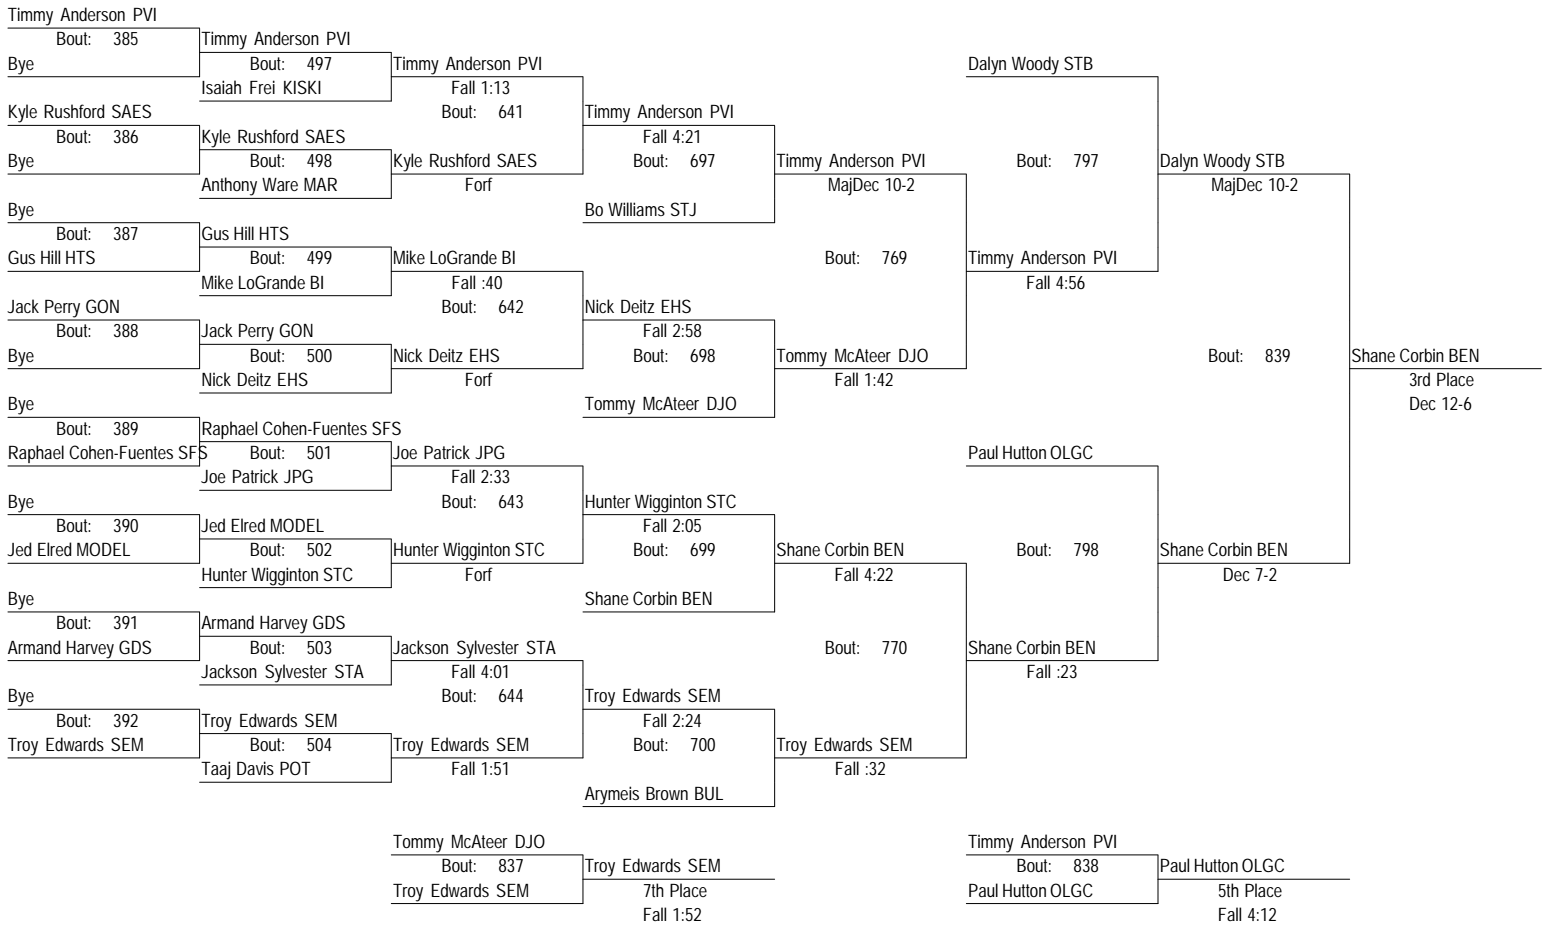 Timmy Anderson PVI
Bout: 385
Bye
Kyle Rushford SAES
Bout: 386
Bye
Bye
Bout: 387
Gus Hill HTS
Jack Perry GON
Bout: 388
Bye
Bye
Bout: 389
Raphael Cohen-Fuentes SFS
Bye
Bout: 390
Jed Elred MODEL
Bye
Bout: 391
Armand Harvey GDS
Bye
Bout: 392
Troy Edwards SEM
Timmy Anderson PVI
Bout: 497
Isaiah Frei KISKI
Kyle Rushford SAES
Bout: 498
Anthony Ware MAR
Gus Hill HTS
Bout: 499
Mike LoGrande BI
Jack Perry GON
Bout: 500
Nick Deitz EHS
Raphael Cohen-Fuentes SFS
Bout: 501
Joe Patrick JPG
Jed Elred MODEL
Bout: 502
Hunter Wigginton STC
Armand Harvey GDS
Bout: 503
Jackson Sylvester STA
Troy Edwards SEM
Bout: 504
Taaj Davis POT
Timmy Anderson PVI
Fall 1:13
Bout: 641
Kyle Rushford SAES
Forf
Mike LoGrande BI
Fall :40
Bout: 642
Nick Deitz EHS
Forf
Joe Patrick JPG
Fall 2:33
Bout: 643
Hunter Wigginton STC
Forf
Jackson Sylvester STA
Fall 4:01
Bout: 644
Troy Edwards SEM
Fall 1:51
Timmy Anderson PVI
Fall 4:21
Bout: 697
Bo Williams STJ
Nick Deitz EHS
Fall 2:58
Bout: 698
Tommy McAteer DJO
Hunter Wigginton STC
Fall 2:05
Bout: 699
Shane Corbin BEN
Troy Edwards SEM
Fall 2:24
Bout: 700
Arymeis Brown BUL
Timmy Anderson PVI
MajDec 10-2
Bout: 769
Tommy McAteer DJO
Fall 1:42
Shane Corbin BEN
Fall 4:22
Bout: 770
Troy Edwards SEM
Fall :32
Dalyn Woody STB
Bout: 797
Timmy Anderson PVI
Fall 4:56
Paul Hutton OLGC
Bout: 798
Shane Corbin BEN
Fall :23
Dalyn Woody STB
MajDec 10-2
Bout: 839
Shane Corbin BEN
Dec 7-2
Shane Corbin BEN
3rd Place
Dec 12-6
Tommy McAteer DJO
Bout: 837
Troy Edwards SEM
Troy Edwards SEM
7th Place
Fall 1:52
Timmy Anderson PVI
Bout: 838
Paul Hutton OLGC
Paul Hutton OLGC
5th Place
Fall 4:12